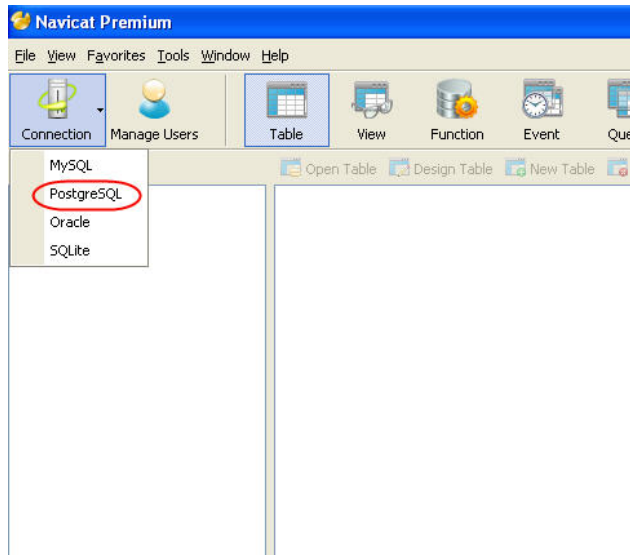 Navicat Premium
File View Favorites Tools Window Help
Connection Manage Users Table View Function Event Que
Open Table Design Table New Table
MySQL
PostgreSQL
Oracle
SQLite